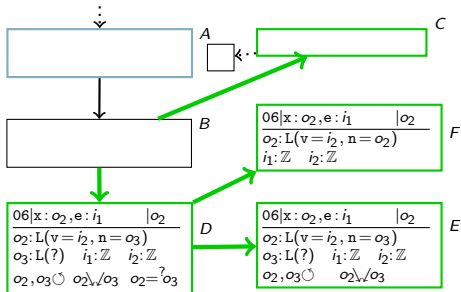 A
C
B
06|x:o₂,e:i₁ |o₂
o₂:L(v=i₂,n=o₂)
i₁:ℤ i₂:ℤ
F
06|x:o₂,e:i₁ |o₂
o₂:L(v=i₂,n=o₃)
o₃:L(?) i₁:ℤ i₂:ℤ
o₂,o₃↺ o₂\/o₃ o₂=?o₃
D
06|x:o₂,e:i₁ |o₂
o₂:L(v=i₂,n=o₃)
o₃:L(?) i₁:ℤ i₂:ℤ
o₂,o₃↺ o₂\/o₃
E